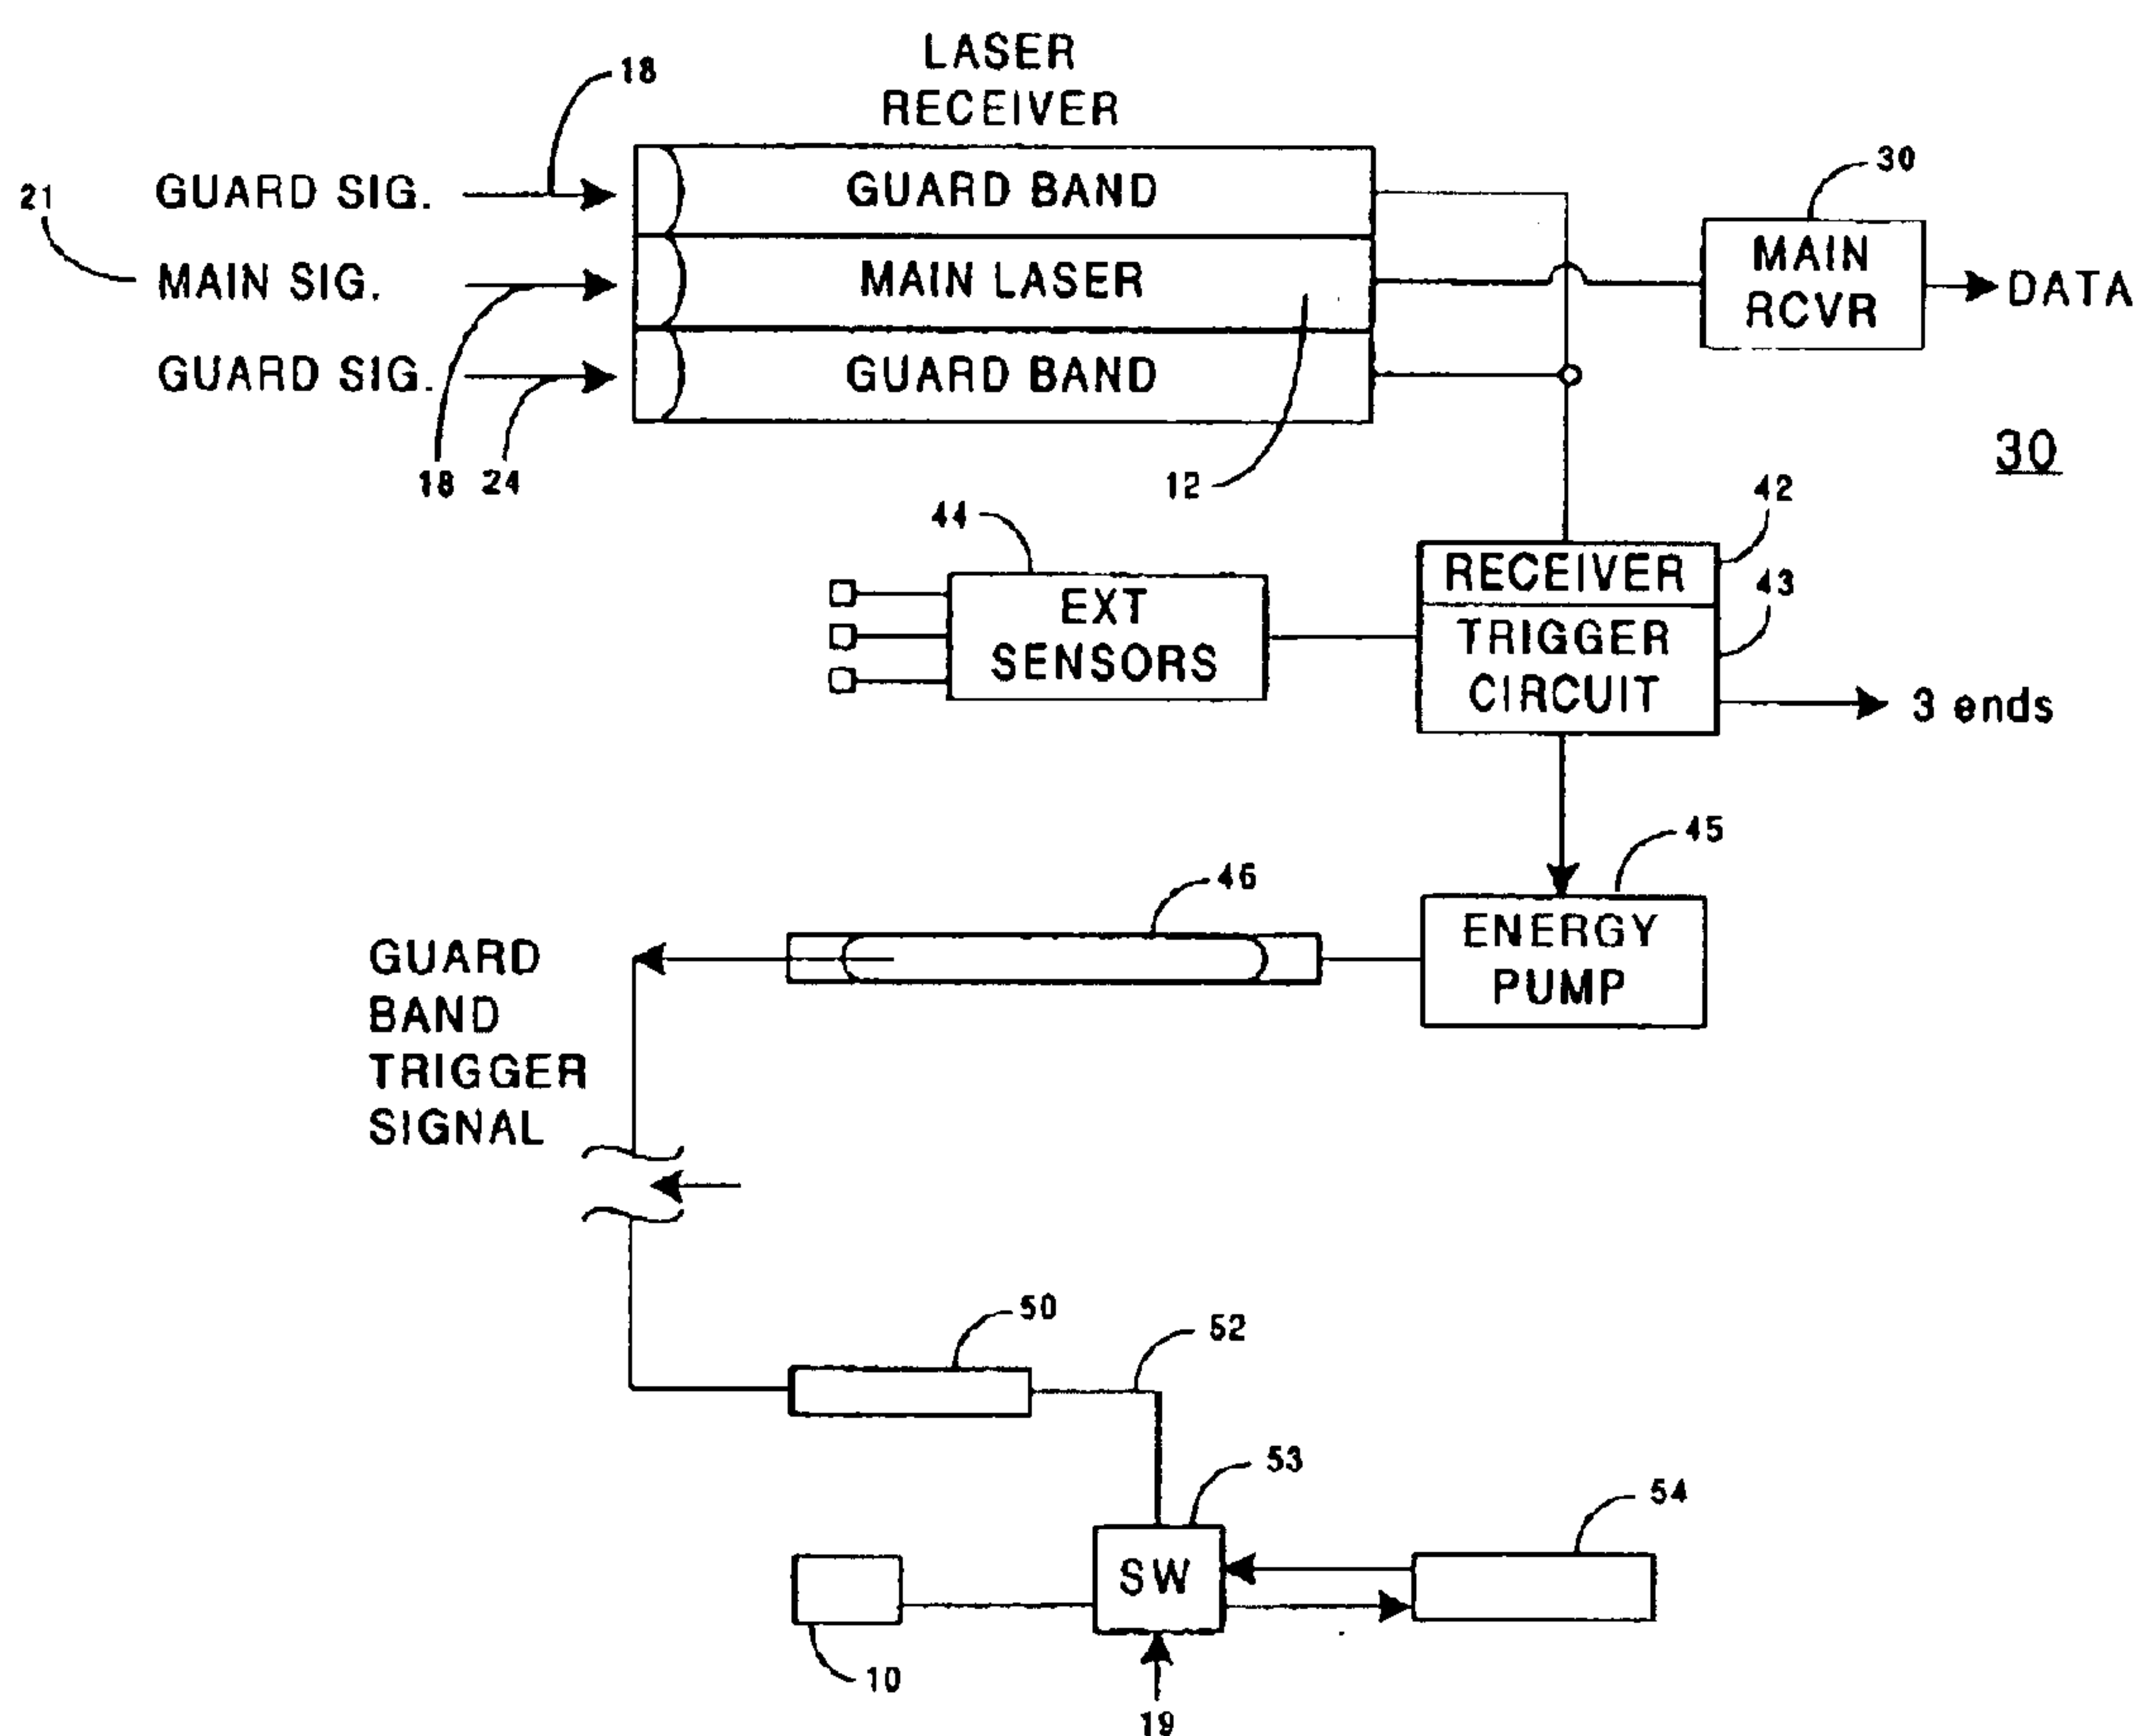 LASER
RECEIVER
18
30
21
GUARD SIG.
GUARD BAND
MAIN SIG.
MAIN LASER
MAIN
RCVR
DATA
GUARD SIG.
GUARD BAND
18
24
12
30
44
42
43
EXT
SENSORS
RECEIVER
TRIGGER
CIRCUIT
3 ends
45
46
ENERGY
PUMP
GUARD
BAND
TRIGGER
SIGNAL
50
52
53
54
SW
10
19